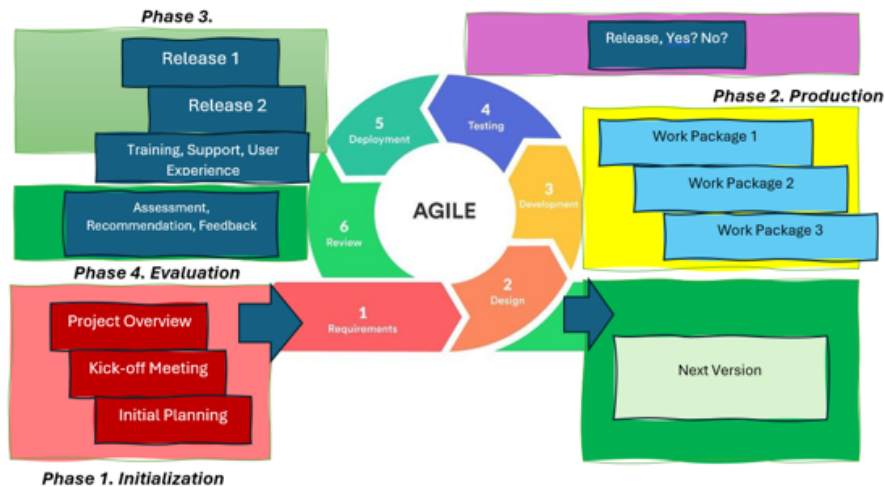 Phase 3.
Release 1
Release 2
Training, Support, User
Experience
Assessment,
Recommendation, Feedback
Phase 4. Evaluation
Project Overview
Kick-off Meeting
Initial Planning
Phase 1. Initialization
AGILE
1
Requirements
2
Design
3
Development
4
Testing
5
Deployment
6
Review
Release, Yes? No?
Phase 2. Production
Work Package 1
Work Package 2
Work Package 3
Next Version